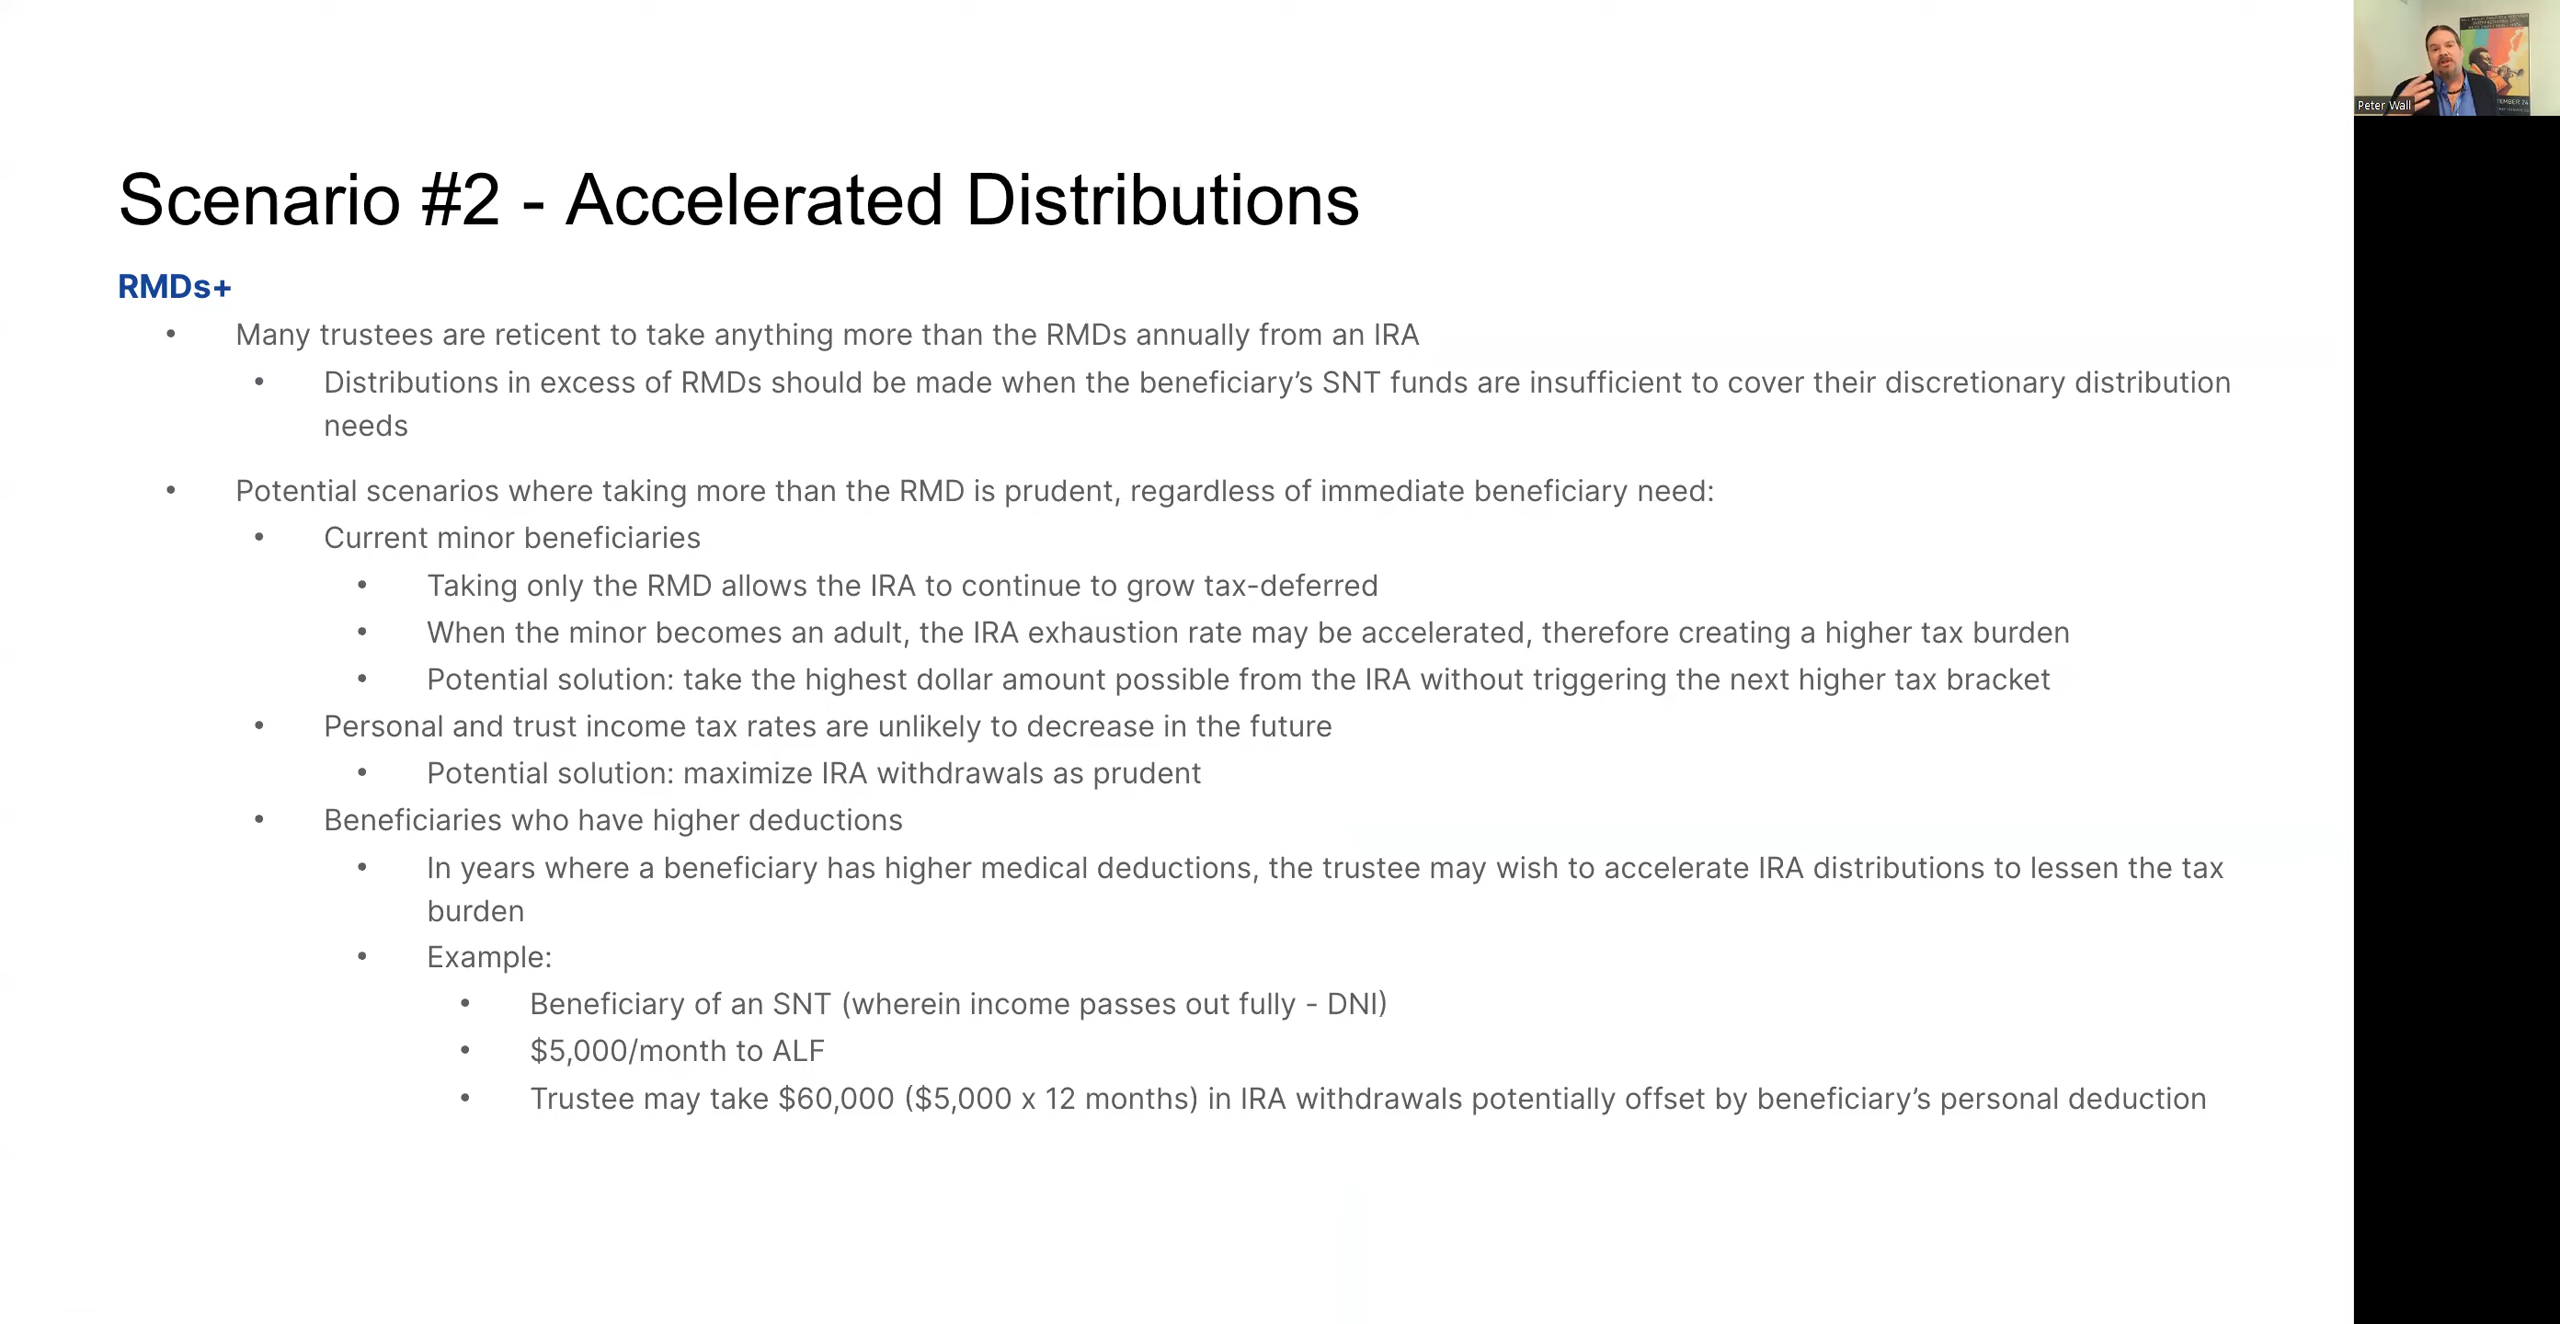 Scenario #2 - Accelerated Distributions
RMDs+
• Many trustees are reticent to take anything more than the RMDs annually from an IRA
• Distributions in excess of RMDs should be made when the beneficiary’s SNT funds are insufficient to cover their discretionary distribution
needs
• Potential scenarios where taking more than the RMD is prudent, regardless of immediate beneficiary need:
• Current minor beneficiaries
• Taking only the RMD allows the IRA to continue to grow tax-deferred
• When the minor becomes an adult, the IRA exhaustion rate may be accelerated, therefore creating a higher tax burden
• Potential solution: take the highest dollar amount possible from the IRA without triggering the next higher tax bracket
• Personal and trust income tax rates are unlikely to decrease in the future
• Potential solution: maximize IRA withdrawals as prudent
• Beneficiaries who have higher deductions
• In years where a beneficiary has higher medical deductions, the trustee may wish to accelerate IRA distributions to lessen the tax
burden
• Example:
• Beneficiary of an SNT (wherein income passes out fully - DNI)
• $5,000/month to ALF
• Trustee may take $60,000 ($5,000 x 12 months) in IRA withdrawals potentially offset by beneficiary’s personal deduction
Peter Wall
TEMBER 24